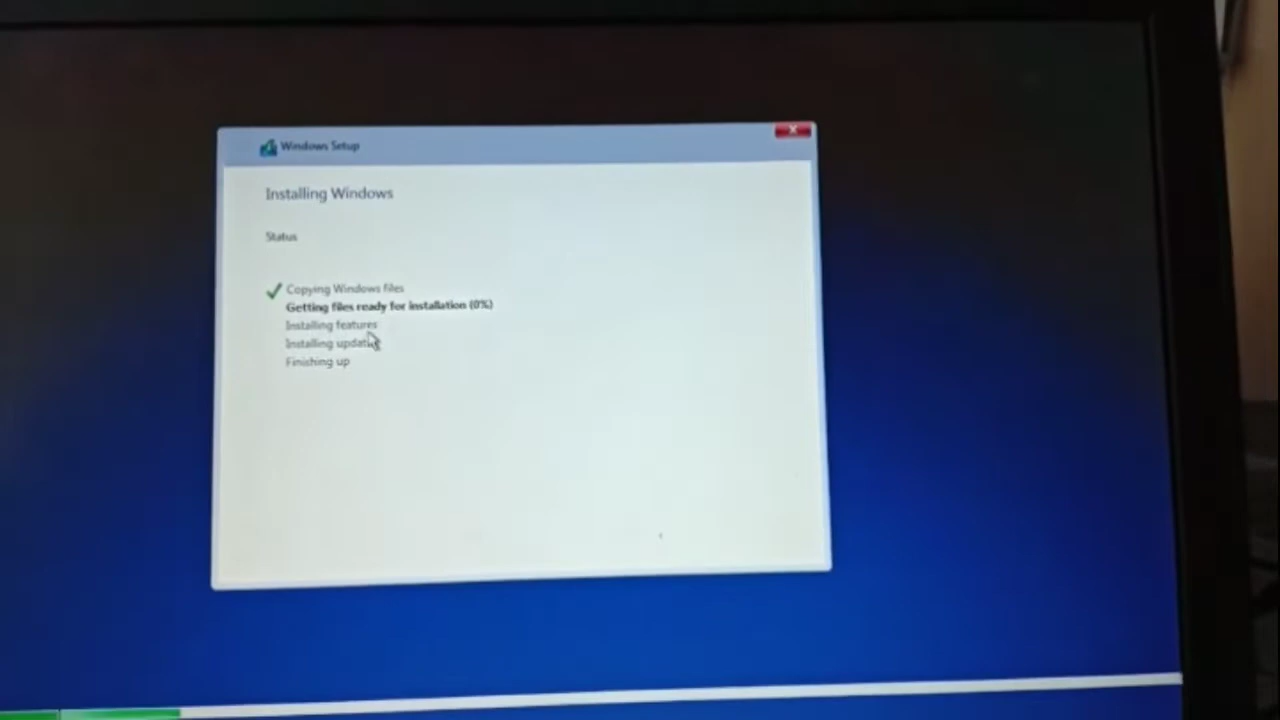 Windows Setup
Installing Windows
Status
Copying Windows files
Getting files ready for installation (0%)
Installing features
Installing
Finishing up